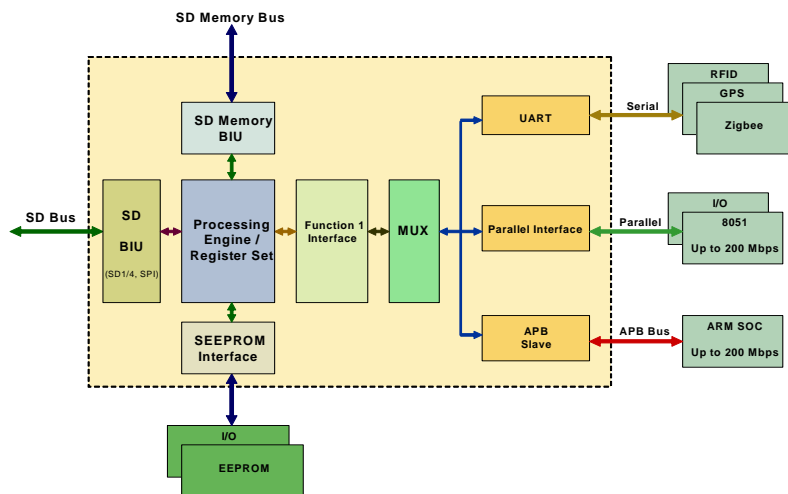 SD Memory Bus
RFID
GPS
Zigbee
Serial
UART
SD Memory
BIU
SD Bus
SD
BIU
(SD1/4, SPI)
Processing
Engine /
Register Set
Function 1
Interface
MUX
Parallel Interface
Parallel
I/O
8051
Up to 200 Mbps
SEEPROM
Interface
APB
Slave
APB Bus
ARM SOC
Up to 200 Mbps
I/O
EEPROM